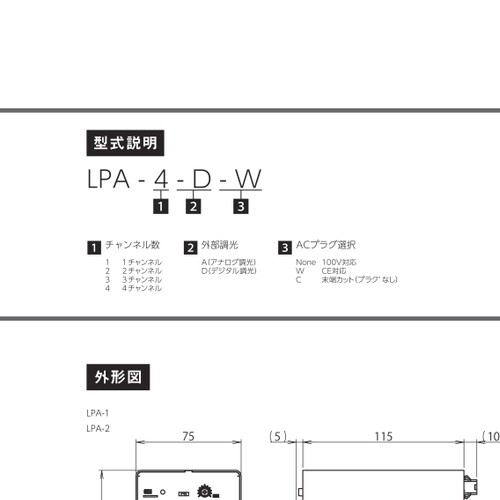 型式説明
LPA - 4 - D - W
1 2 3
1 チャンネル数
1 1チャンネル
2 2チャンネル
3 3チャンネル
4 4チャンネル
2 外部調光
A(アナログ調光)
D(デジタル調光)
3 ACプラグ選択
None 100V対応
W CE対応
C 末端カット(プラグなし)
外形図
LPA-1
LPA-2
75
(5)
115
(10